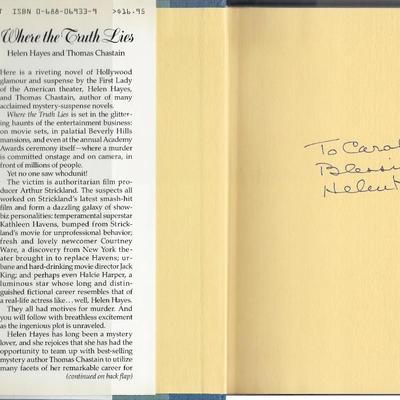 ISBN 0-688-06933-9 >$16.95
Where the Truth Lies
Helen Hayes and Thomas Chastain
Here is a riveting novel of Hollywood
glamour and suspense by the First Lady
of the American theater, Helen Hayes,
and Thomas Chastain, author of many
acclaimed mystery-suspense novels.
Where the Truth Lies is set in the glitter-
ing haunts of the entertainment business:
on movie sets, in palatial Beverly Hills
mansions, and even at the annual Academy
Awards ceremony itself—where a murder
is committed onstage and on camera, in
front of millions of people.
Yet no one saw whodunit!
The victim is authoritarian film pro-
ducer Arthur Strickland. The suspects all
worked on Strickland's latest smash-hit
film and form a dazzling galaxy of show-
biz personalities: temperamental superstar
Kathleen Havens, bumped from Strick-
land's movie for unprofessional behavior;
fresh and lovely newcomer Courtney
Ware, a discovery from New York the-
ater brought in to replace Havens; ur-
bane and hard-drinking movie director Jack
King; and perhaps even Halcie Harper, a
luminous star whose long and distin-
guished fictional career resembles that of
a real-life actress like... well, Helen Hayes.
They all had motives for murder. And
you will follow with breathless excitement
as the ingenious plot is unraveled.
Helen Hayes has long been a mystery
lover, and she rejoices that she has had the
opportunity to team up with best-selling
mystery author Thomas Chastain to utilize
many facets of her remarkable career for
(continued on back flap)
To Carol
Blessi
Helen H